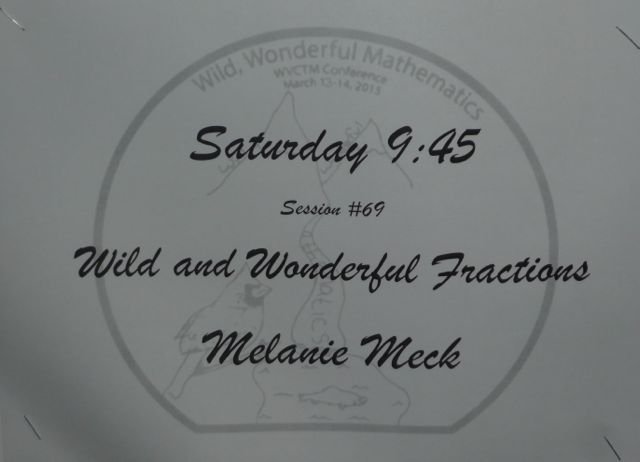 Wild, Wonderful Mathematics
WVCTM Conference
March 13-14, 2015
Saturday 9:45
Session #69
Wild and Wonderful Fractions
Melanie Meck